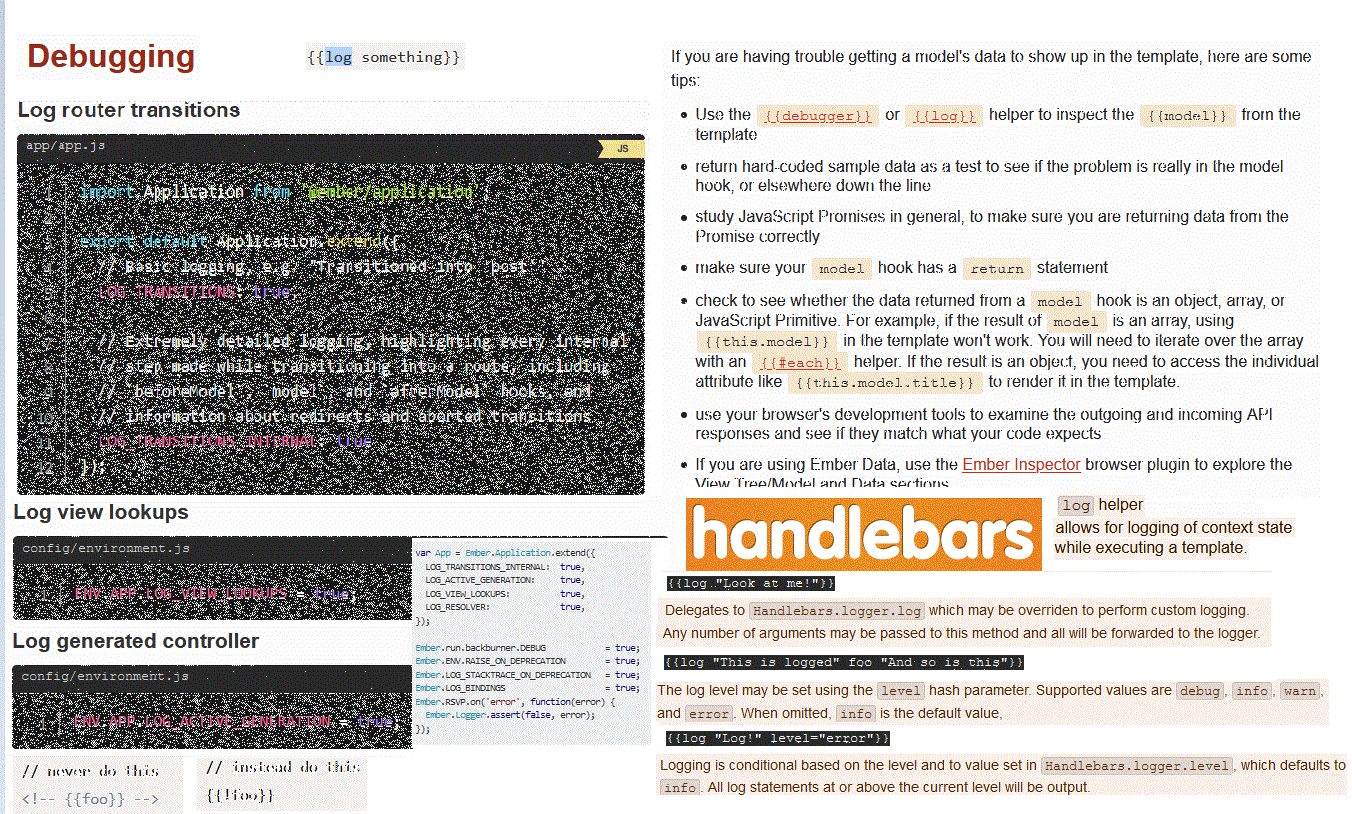 Debugging
{{log something}}
Log router transitions
app/app.js
JS
import Application from '@ember/application';
export default Application.extend({
// Basic logging, e.g. "Transitioned into 'post'"
LOG_TRANSITIONS: true,
// Extremely detailed logging, highlighting every internal
// step made while transitioning into a route, including
// `beforeModel`, `model`, and `afterModel` hooks, and
// information about redirects and aborted transitions
LOG_TRANSITIONS_INTERNAL: true
});
Log view lookups
config/environment.js
ENV.APP.LOG_VIEW_LOOKUPS = true;
Log generated controller
config/environment.js
ENV.APP.LOG_ACTIVE_GENERATION = true;
var App = Ember.Application.extend({
LOG_TRANSITIONS_INTERNAL: true,
LOG_ACTIVE_GENERATION: true,
LOG_VIEW_LOOKUPS: true,
LOG_RESOLVER: true,
});
Ember.run.backburner.DEBUG = true;
Ember.ENV.RAISE_ON_DEPRECATION = true;
Ember.LOG_STACKTRACE_ON_DEPRECATION = true;
Ember.LOG_BINDINGS = true;
Ember.RSVP.on('error', function(error) {
Ember.Logger.assert(false, error);
});
// never do this
<!-- {{foo}} -->
// instead do this
{{!foo}}
If you are having trouble getting a model's data to show up in the template, here are some
tips:
• Use the {{debugger}} or {{log}} helper to inspect the {{model}} from the
template
• return hard-coded sample data as a test to see if the problem is really in the model
hook, or elsewhere down the line
• study JavaScript Promises in general, to make sure you are returning data from the
Promise correctly
• make sure your model hook has a return statement
• check to see whether the data returned from a model hook is an object, array, or
JavaScript Primitive. For example, if the result of model is an array, using
{{this.model}} in the template won't work. You will need to iterate over the array
with an {{#each}} helper. If the result is an object, you need to access the individual
attribute like {{this.model.title}} to render it in the template.
• use your browser's development tools to examine the outgoing and incoming API
responses and see if they match what your code expects
• If you are using Ember Data, use the Ember Inspector browser plugin to explore the
View Tree/Model and Data sections
handlebars
log helper
allows for logging of context state
while executing a template.
{{log "Look at me!"}}
Delegates to Handlebars.logger.log which may be overriden to perform custom logging.
Any number of arguments may be passed to this method and all will be forwarded to the logger.
{{log "This is logged" foo "And so is this"}}
The log level may be set using the level hash parameter. Supported values are debug, info, warn,
and error. When omitted, info is the default value,
{{log "Log!" level="error"}}
Logging is conditional based on the level and to value set in Handlebars.logger.level, which defaults to
info. All log statements at or above the current level will be output.